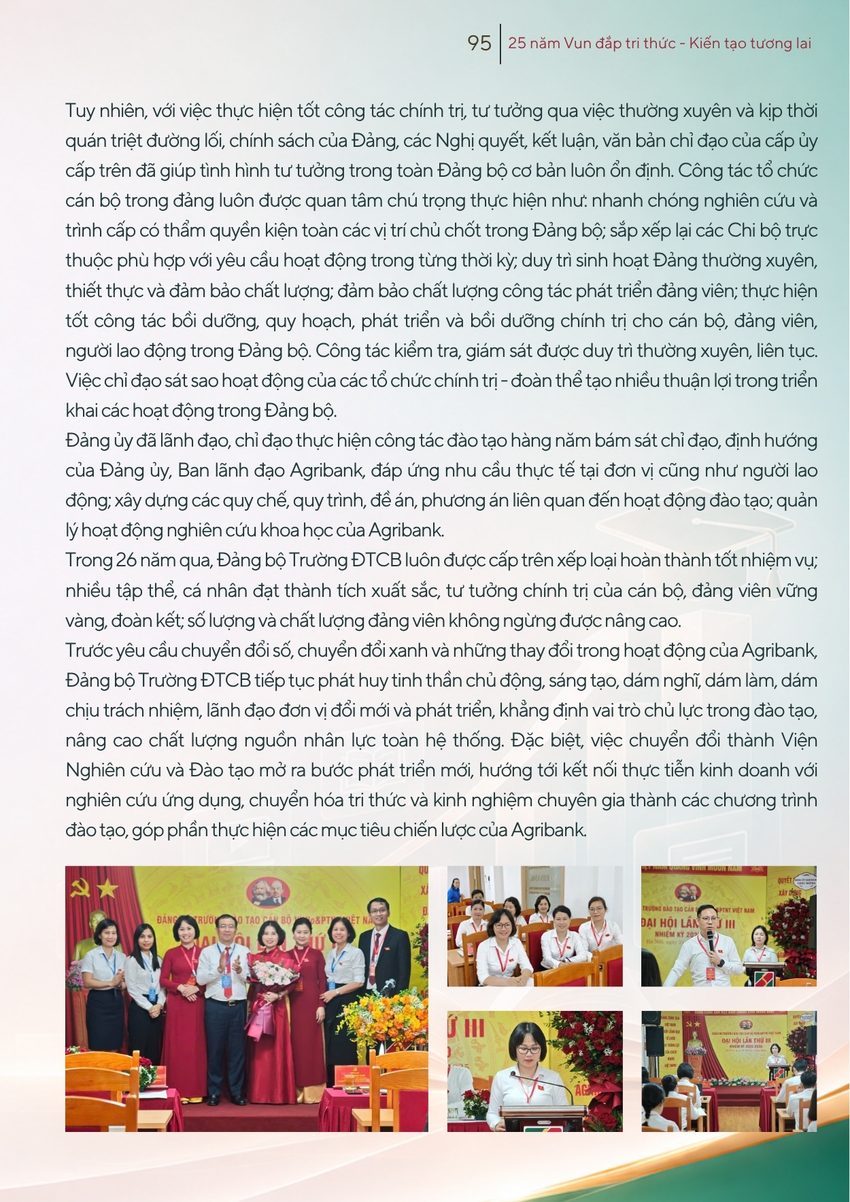 95
25 năm Vun đắp tri thức - Kiến tạo tương lai
Tuy nhiên, với việc thực hiện tốt công tác chính trị, tư tưởng qua việc thường xuyên và kịp thời
quán triệt đường lối, chính sách của Đảng, các Nghị quyết, kết luận, văn bản chỉ đạo của cấp ủy
cấp trên đã giúp tình hình tư tưởng trong toàn Đảng bộ cơ bản luôn ổn định. Công tác tổ chức
cán bộ trong đảng luôn được quan tâm chú trọng thực hiện như: nhanh chóng nghiên cứu và
trình cấp có thẩm quyền kiện toàn các vị trí chủ chốt trong Đảng bộ; sắp xếp lại các Chi bộ trực
thuộc phù hợp với yêu cầu hoạt động trong từng thời kỳ; duy trì sinh hoạt Đảng thường xuyên,
thiết thực và đảm bảo chất lượng; đảm bảo chất lượng công tác phát triển đảng viên; thực hiện
tốt công tác bồi dưỡng, quy hoạch, phát triển và bồi dưỡng chính trị cho cán bộ, đảng viên,
người lao động trong Đảng bộ. Công tác kiểm tra, giám sát được duy trì thường xuyên, liên tục.
Việc chỉ đạo sát sao hoạt động của các tổ chức chính trị - đoàn thể tạo nhiều thuận lợi trong triển
khai các hoạt động trong Đảng bộ.
Đảng ủy đã lãnh đạo, chỉ đạo thực hiện công tác đào tạo hàng năm bám sát chỉ đạo, định hướng
của Đảng ủy, Ban lãnh đạo Agribank, đáp ứng nhu cầu thực tế tại đơn vị cũng như người lao
động; xây dựng các quy chế, quy trình, đề án, phương án liên quan đến hoạt động đào tạo; quản
lý hoạt động nghiên cứu khoa học của Agribank.
Trong 26 năm qua, Đảng bộ Trường ĐTCB luôn được cấp trên xếp loại hoàn thành tốt nhiệm vụ;
nhiều tập thể, cá nhân đạt thành tích xuất sắc, tư tưởng chính trị của cán bộ, đảng viên vững
vàng, đoàn kết; số lượng và chất lượng đảng viên không ngừng được nâng cao.
Trước yêu cầu chuyển đổi số, chuyển đổi xanh và những thay đổi trong hoạt động của Agribank,
Đảng bộ Trường ĐTCB tiếp tục phát huy tinh thần chủ động, sáng tạo, dám nghĩ, dám làm, dám
chịu trách nhiệm, lãnh đạo đơn vị đổi mới và phát triển, khẳng định vai trò chủ lực trong đào tạo,
nâng cao chất lượng nguồn nhân lực toàn hệ thống. Đặc biệt, việc chuyển đổi thành Viện
Nghiên cứu và Đào tạo mở ra bước phát triển mới, hướng tới kết nối thực tiễn kinh doanh với
nghiên cứu ứng dụng, chuyển hóa tri thức và kinh nghiệm chuyên gia thành các chương trình
đào tạo, góp phần thực hiện các mục tiêu chiến lược của Agribank.
TRƯỜNG ĐÀO TẠO CÁN BỘ
VIỆT NAM
TRƯỜNG ĐÀO TẠO CÁN BỘ
VIỆT NAM
ĐẠI HỘI LẦN THỨ III
NHIỆM KỲ
THỨ III
ĐẠI HỘI LẦN THỨ III